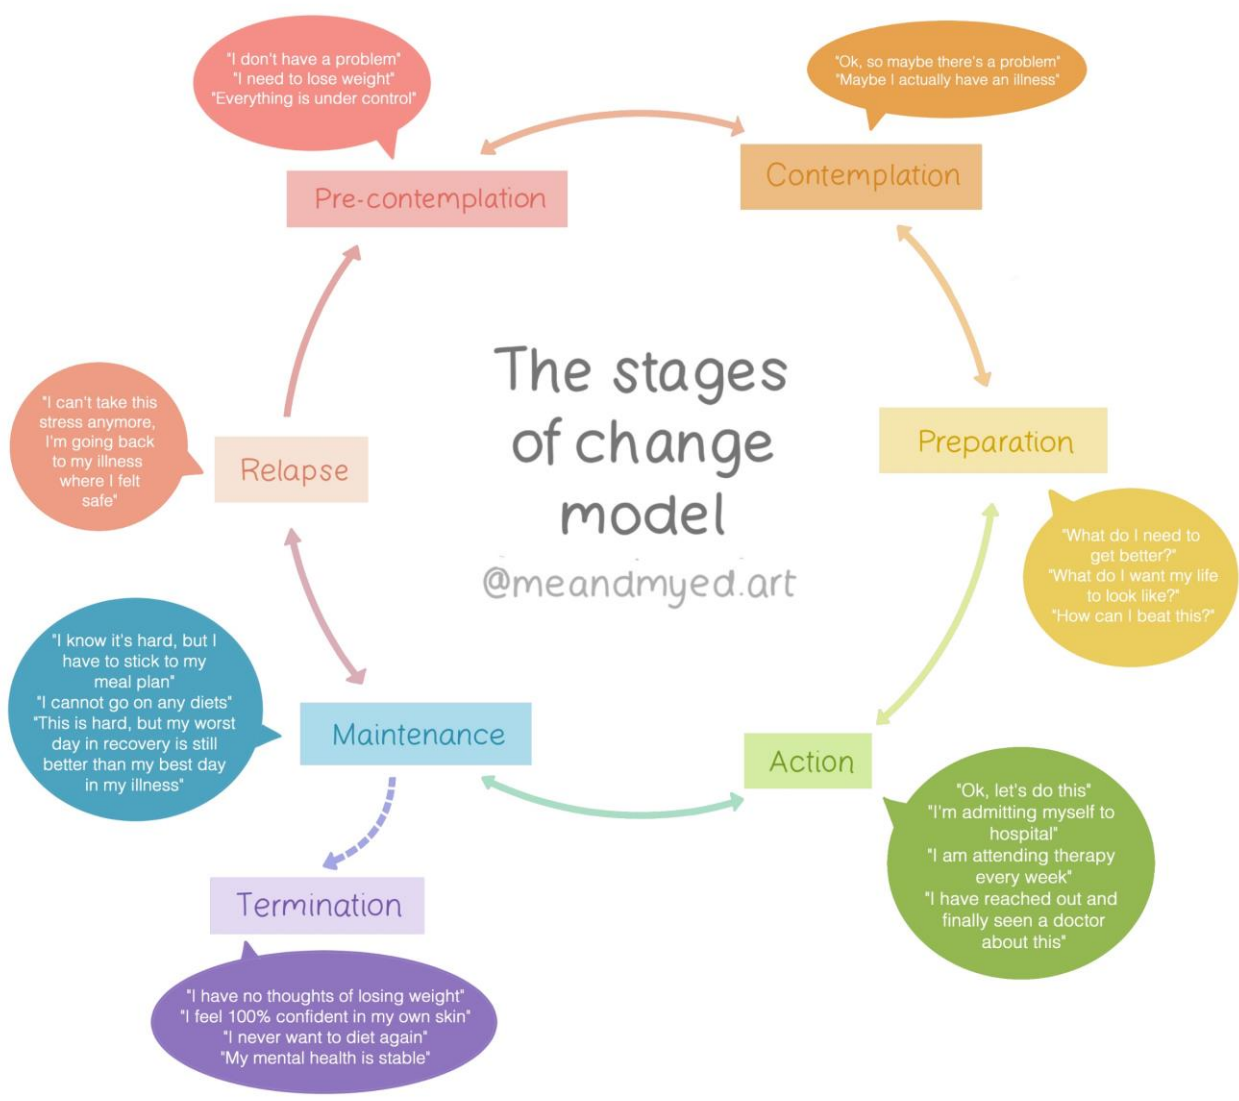 "I don't have a problem"
"I need to lose weight"
"Everything is under control"
Pre-contemplation
"Ok, so maybe there's a problem"
"Maybe I actually have an illness"
Contemplation
The stages
of change
model
@meandmyed.art
Preparation
"What do I need to
get better?"
"What do I want my life
to look like?"
"How can I beat this?"
Action
"Ok, let's do this"
"I'm admitting myself to
hospital"
"I am attending therapy
every week"
"I have reached out and
finally seen a doctor
about this"
Maintenance
"I know it's hard, but I
have to stick to my
meal plan"
"I cannot go on any diets"
"This is hard, but my worst
day in recovery is still
better than my best day
in my illness"
Termination
"I have no thoughts of losing weight"
"I feel 100% confident in my own skin"
"I never want to diet again"
"My mental health is stable"
Relapse
"I can't take this
stress anymore,
I'm going back
to my illness
where I felt
safe"